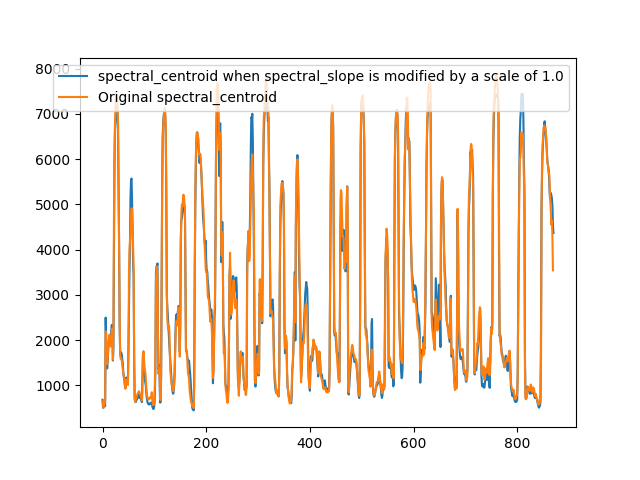 spectral_centroid when spectral_slope is modified by a scale of 1.0
Original spectral_centroid
8000
7000
6000
5000
4000
3000
2000
1000
0 200 400 600 800